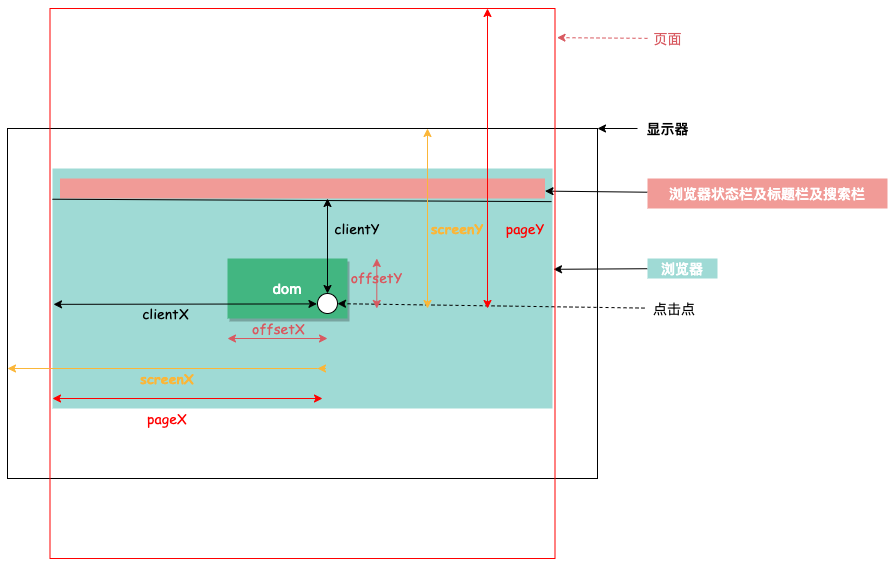 页面
显示器
浏览器状态栏及标题栏及搜索栏
clientY
screenY
pageY
浏览器
offsetY
dom
点击点
clientX
offsetX
screenX
pageX